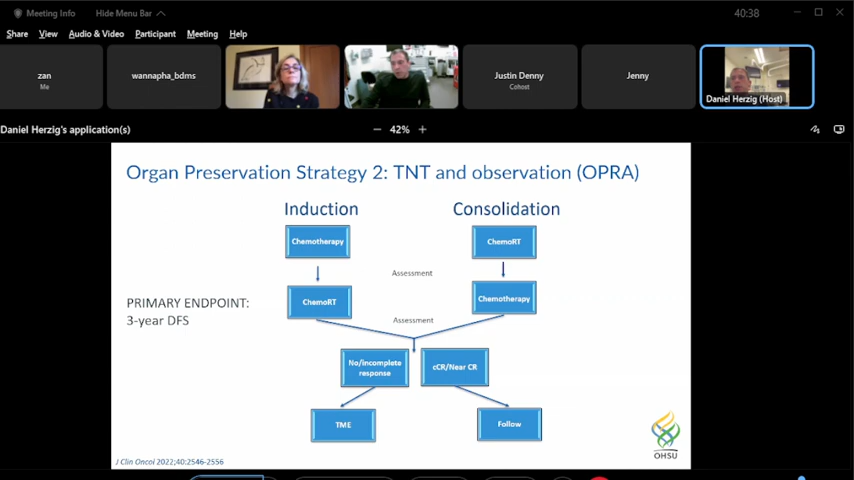 Meeting Info
Hide Menu Bar
40:38
Share View Audio & Video Participant Meeting Help
zan
Me
wannapha_bdms
Justin Denny
Cohost
Jenny
Daniel Herzig (Host)
Daniel Herzig's application(s)
42%
Organ Preservation Strategy 2: TNT and observation (OPRA)
Induction
Consolidation
Chemotherapy
ChemoRT
Assessment
ChemoRT
Chemotherapy
PRIMARY ENDPOINT:
3-year DFS
Assessment
No/incomplete
response
cCR/Near CR
TME
Follow
J Clin Oncol 2022;40:2546-2556
OHSU